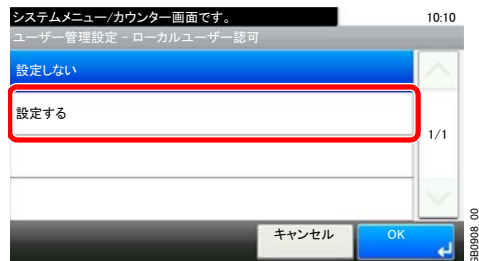 システムメニュー/カウンター画面です。 10:10
ユーザー管理設定 - ローカルユーザー認可
設定しない
設定する
1/1
キャンセル OK
GB0908_00